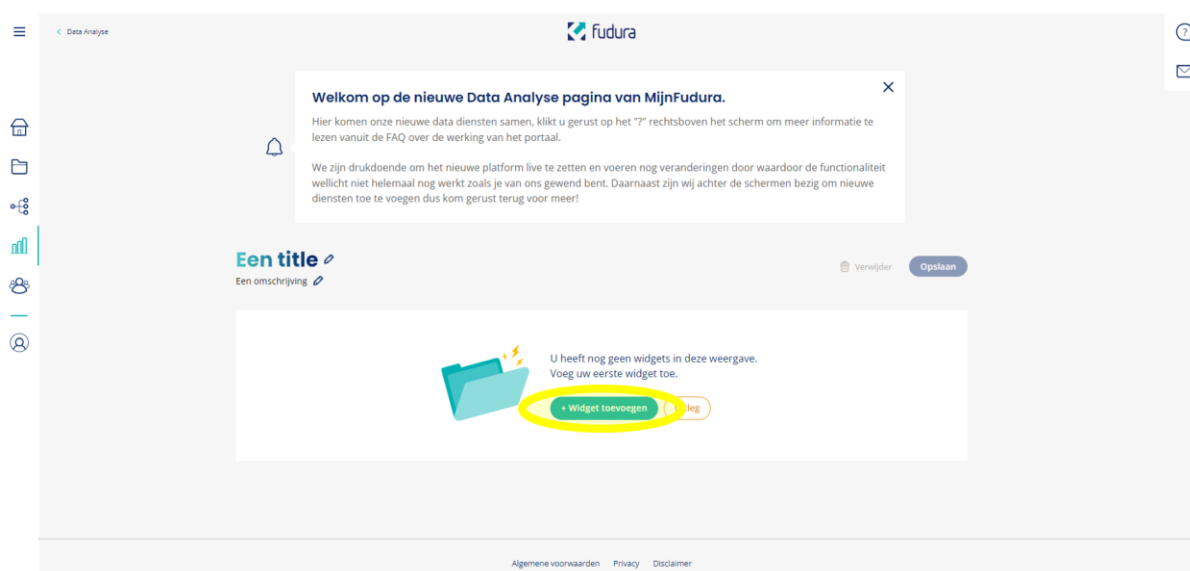 Data Analyse
fudura
Welkom op de nieuwe Data Analyse pagina van MijnFudura.
Hier komen onze nieuwe data diensten samen, klikt u gerust op het "?" rechtsboven het scherm om meer informatie te
lezen vanuit de FAQ over de werking van het portaal.
We zijn drukdoende om het nieuwe platform live te zetten en voeren nog veranderingen door waardoor de functionaliteit
wellicht niet helemaal nog werkt zoals je van ons gewend bent. Daarnaast zijn wij achter de schermen bezig om nieuwe
diensten toe te voegen dus kom gerust terug voor meer!
Een title
Een omschrijving
Verwijder
Opslaan
U heeft nog geen widgets in deze weergave.
Voeg uw eerste widget toe.
+ Widget toevoegen
Algemene voorwaarden Privacy Disclaimer